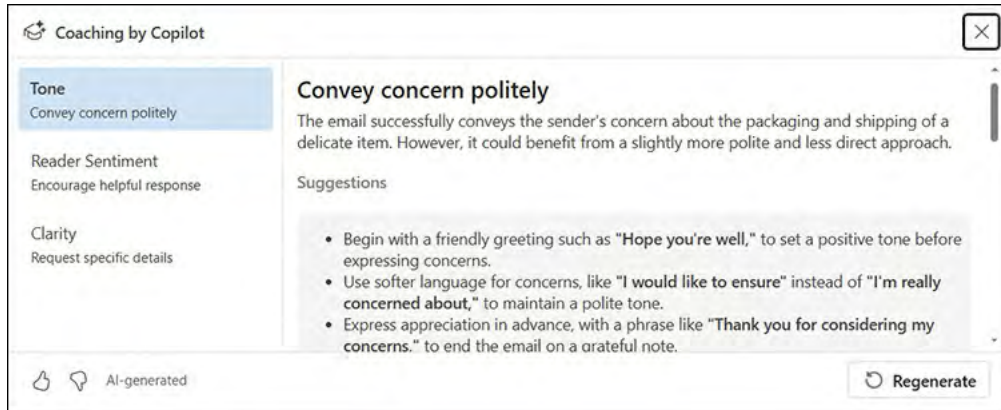 Coaching by Copilot
Tone
Convey concern politely
Reader Sentiment
Encourage helpful response
Clarity
Request specific details
Convey concern politely
The email successfully conveys the sender's concern about the packaging and shipping of a
delicate item. However, it could benefit from a slightly more polite and less direct approach.
Suggestions
• Begin with a friendly greeting such as "Hope you're well," to set a positive tone before
expressing concerns.
• Use softer language for concerns, like "I would like to ensure" instead of "I'm really
concerned about," to maintain a polite tone.
• Express appreciation in advance, with a phrase like "Thank you for considering my
concerns." to end the email on a grateful note.
AI-generated
Regenerate